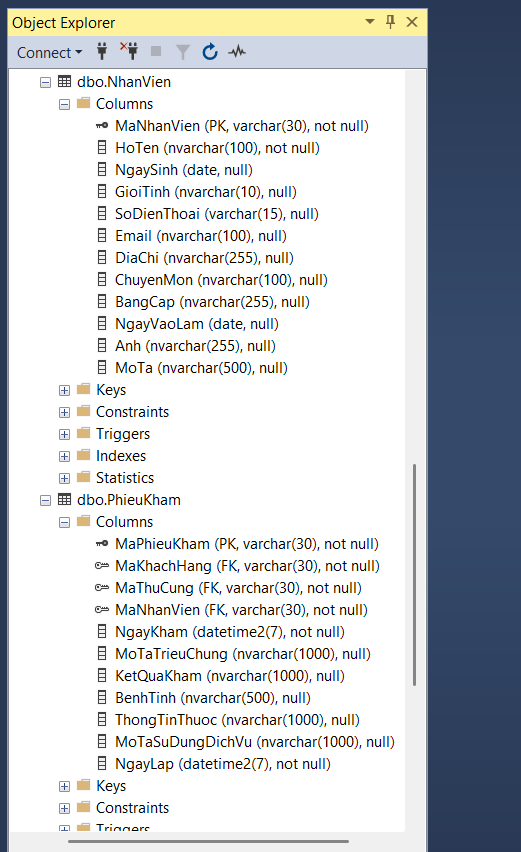 Object Explorer
Connect
dbo.NhanVien
Columns
MaNhanVien (PK, varchar(30), not null)
HoTen (nvarchar(100), not null)
NgaySinh (date, null)
GioiTinh (nvarchar(10), null)
SoDienThoai (varchar(15), null)
Email (nvarchar(100), null)
DiaChi (nvarchar(255), null)
ChuyenMon (nvarchar(100), null)
BangCap (nvarchar(255), null)
NgayVaoLam (date, null)
Anh (nvarchar(255), null)
MoTa (nvarchar(500), null)
Keys
Constraints
Triggers
Indexes
Statistics
dbo.PhieuKham
Columns
MaPhieuKham (PK, varchar(30), not null)
MaKhachHang (FK, varchar(30), not null)
MaThuCung (FK, varchar(30), not null)
MaNhanVien (FK, varchar(30), not null)
NgayKham (datetime2(7), not null)
MoTaTrieuChung (nvarchar(1000), null)
KetQuaKham (nvarchar(1000), null)
BenhTinh (nvarchar(500), null)
ThongTinThuoc (nvarchar(1000), null)
MoTaSuDungDichVu (nvarchar(1000), null)
NgayLap (datetime2(7), not null)
Keys
Constraints
Triggers